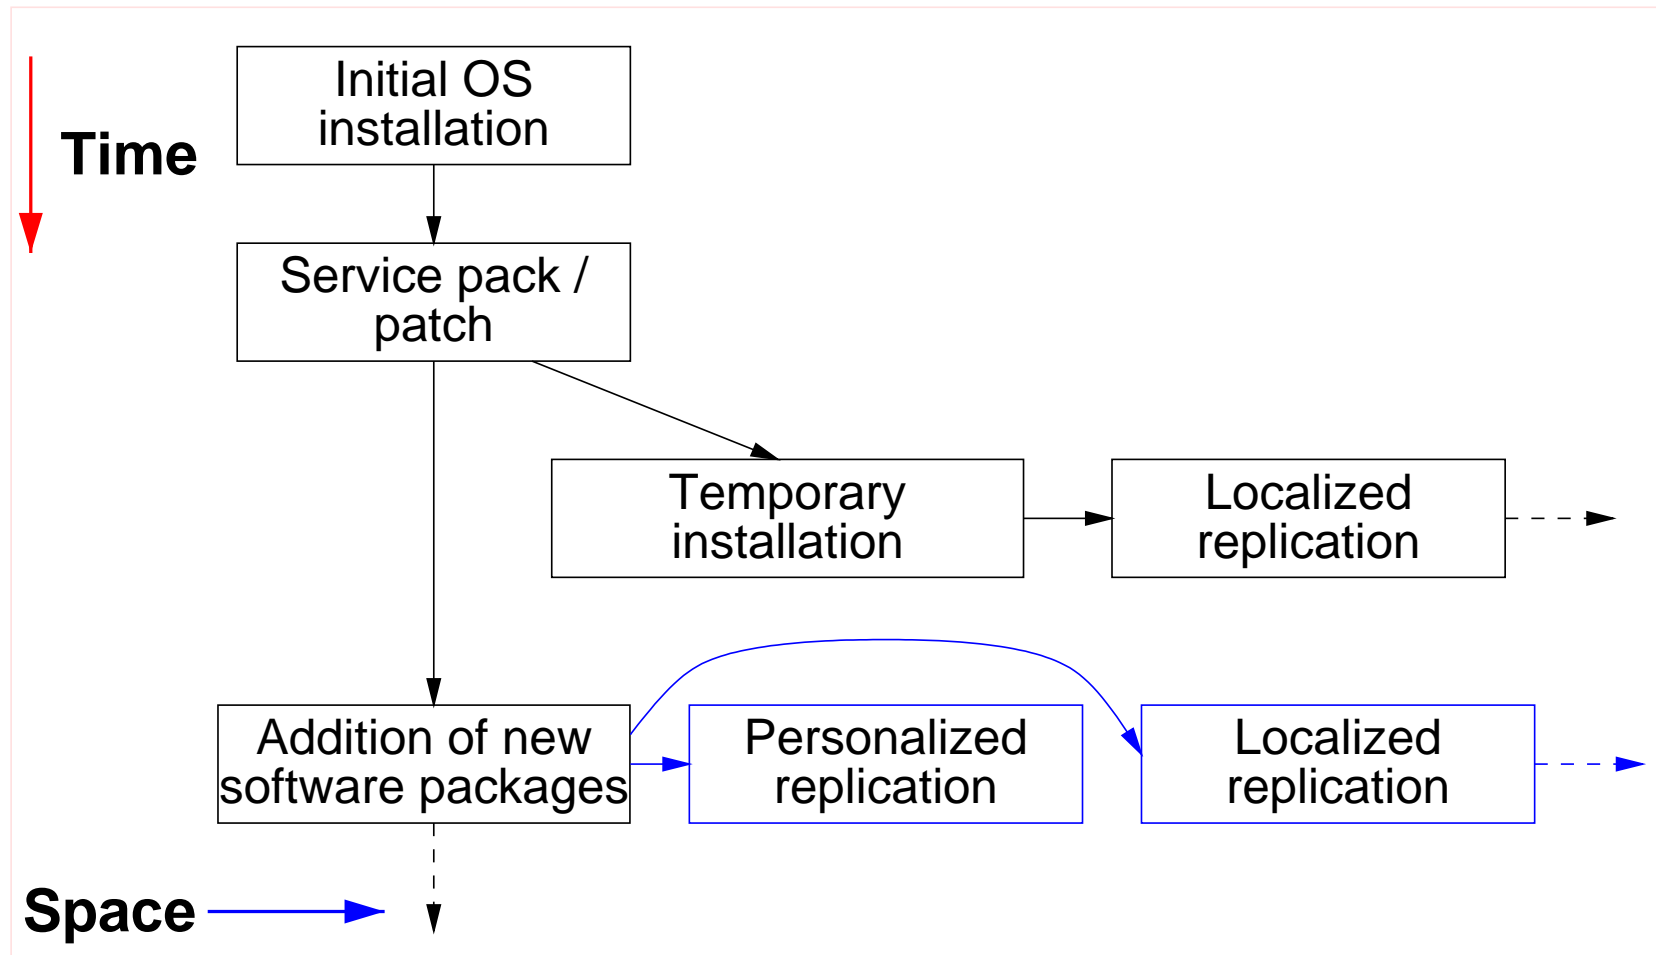 Initial OS
installation
Time
Service pack /
patch
Temporary
installation
Localized
replication
Addition of new
software packages
Personalized
replication
Localized
replication
Space